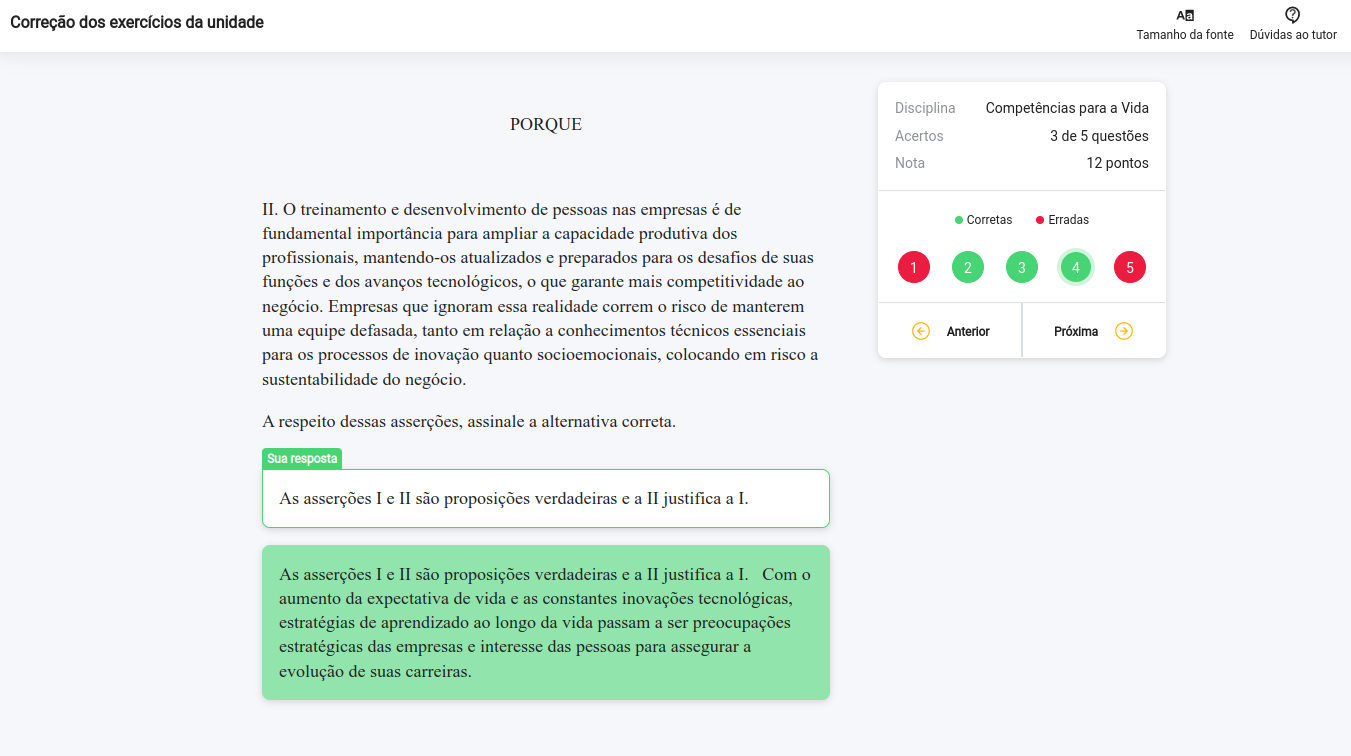 Correção dos exercícios da unidade
Tamanho da fonte
Dúvidas ao tutor
PORQUE
II. O treinamento e desenvolvimento de pessoas nas empresas é de
fundamental importância para ampliar a capacidade produtiva dos
profissionais, mantendo-os atualizados e preparados para os desafios de suas
funções e dos avanços tecnológicos, o que garante mais competitividade ao
negócio. Empresas que ignoram essa realidade correm o risco de manterem
uma equipe defasada, tanto em relação a conhecimentos técnicos essenciais
para os processos de inovação quanto socioemocionais, colocando em risco a
sustentabilidade do negócio.
A respeito dessas asserções, assinale a alternativa correta.
Sua resposta
As asserções I e II são proposições verdadeiras e a II justifica a I.
As asserções I e II são proposições verdadeiras e a II justifica a I. Com o
aumento da expectativa de vida e as constantes inovações tecnológicas,
estratégias de aprendizado ao longo da vida passam a ser preocupações
estratégicas das empresas e interesse das pessoas para assegurar a
evolução de suas carreiras.
Disciplina Competências para a Vida
Acertos 3 de 5 questões
Nota 12 pontos
Corretas Erradas
1 2 3 4 5
Anterior Próxima